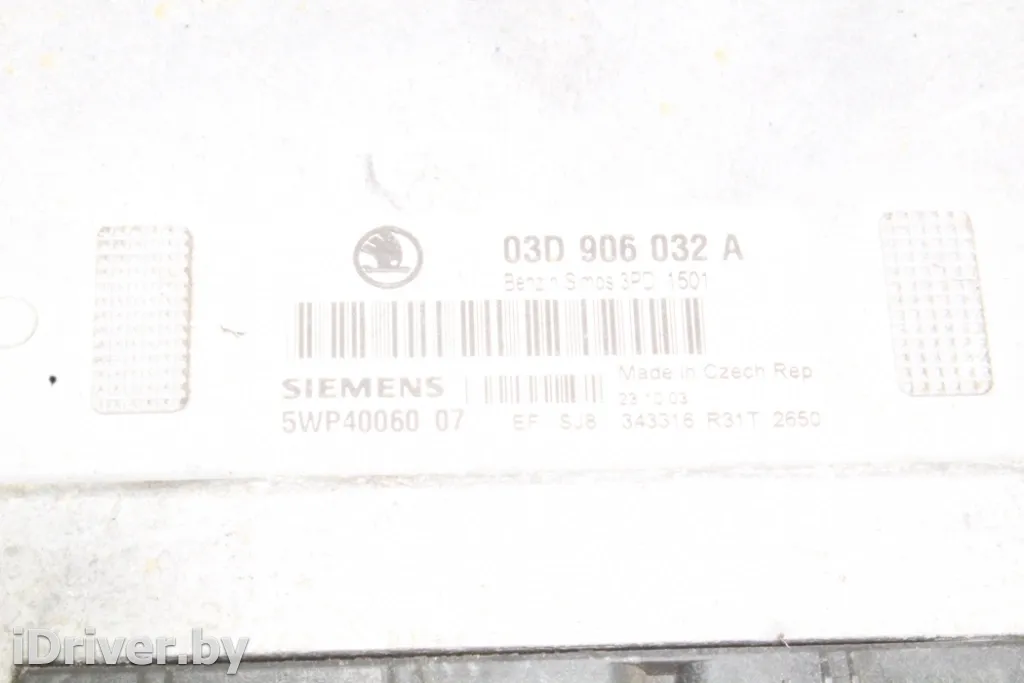 03D 906 032 A
Benzin Simos 3PD 1501
SIEMENS
5WP40060 07
Made in Czech Rep
23.10.03
EF SJ8 343316 R31T 2650
iDriver.by